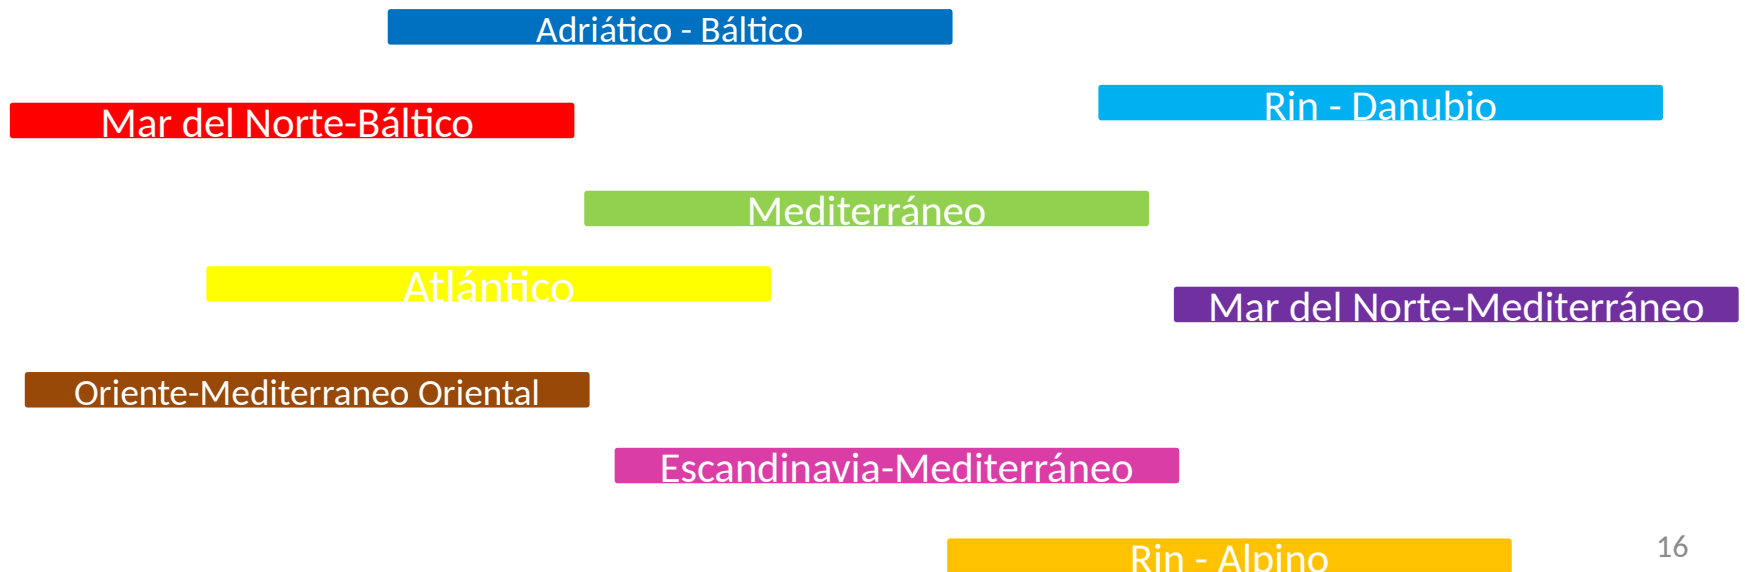 Adriático - Báltico
Rin - Danubio
Mar del Norte-Báltico
Mediterráneo
Atlántico
Mar del Norte-Mediterráneo
Oriente-Mediterraneo Oriental
Escandinavia-Mediterráneo
Rin - Alpino
16